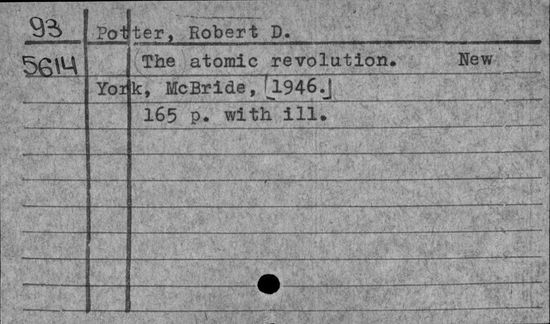 93 Potter, Robert D.
5614 The atomic revolution. New
York, McBride, [1946.]
165 p. with ill.